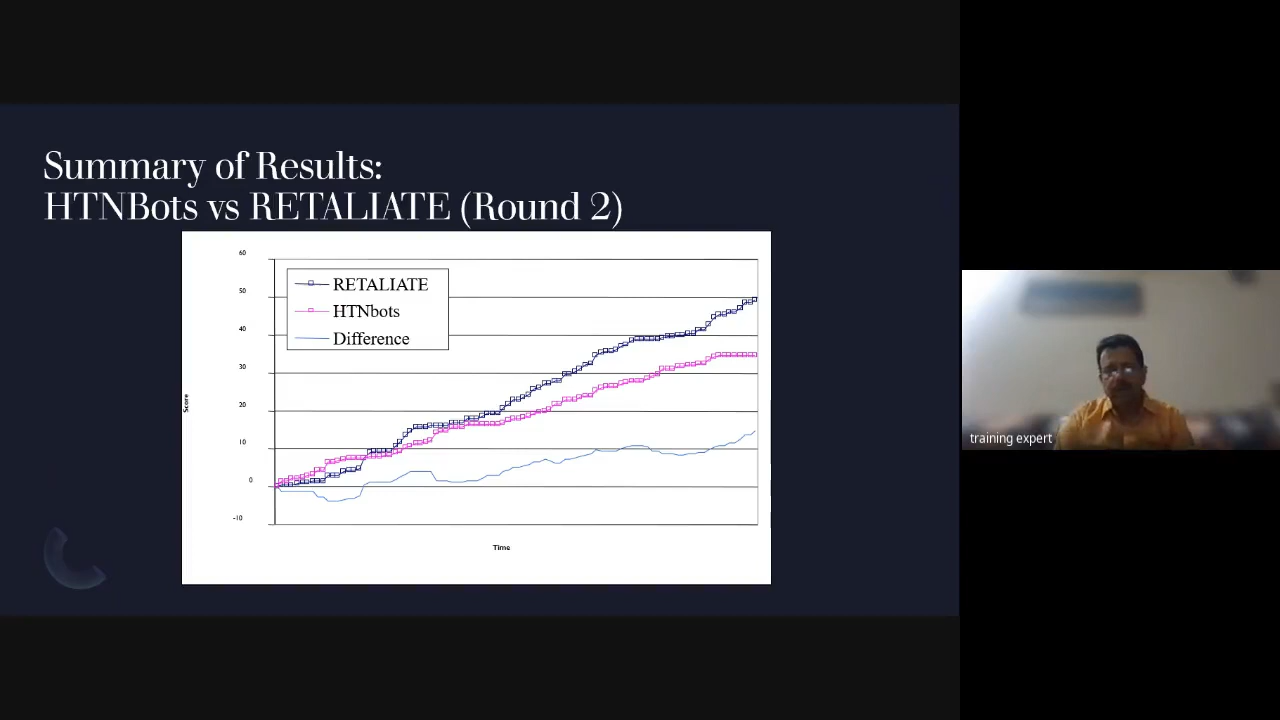 Summary of Results:
HTNBots vs RETALIATE (Round 2)
60
50
40
30
20
10
0
-10
RETALIATE
HTNbots
Difference
Score
Time
training expert